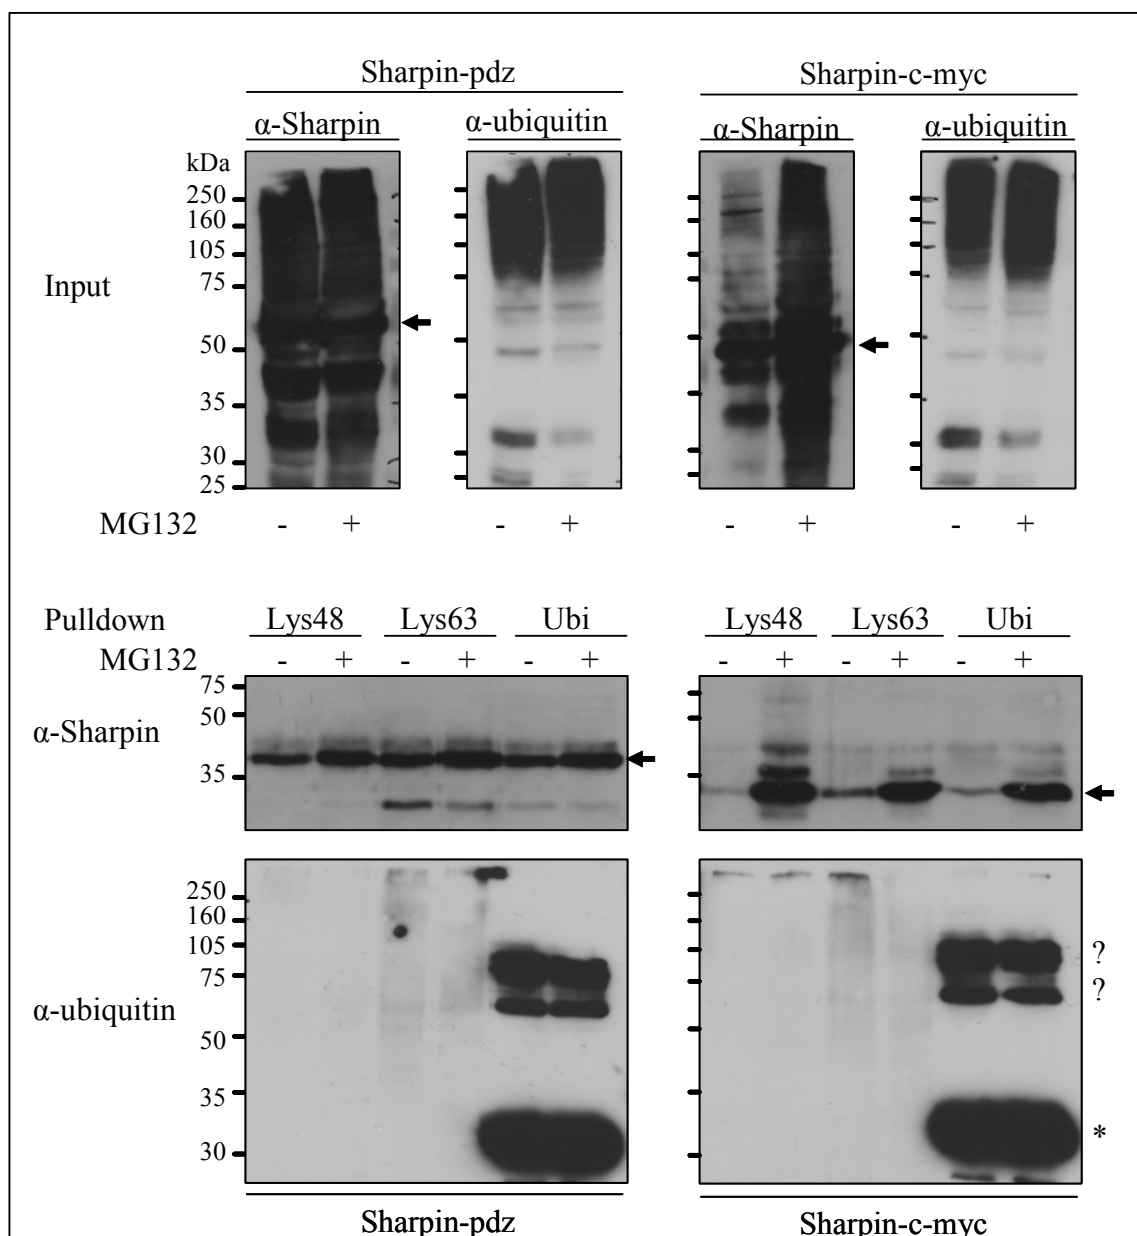 Sharpin-pdz Sharpin-c-myc
α-Sharpin α-ubiquitin α-Sharpin α-ubiquitin
kDa
250
160
105
75
Input
50
35
30
25
MG132 - + - + - + - +
Pulldown Lys48 Lys63 Ubi Lys48 Lys63 Ubi
MG132 - + - + - + - + - + - +
75
50
α-Sharpin
35
250
160
105 ?
75 ?
α-ubiquitin
50
35
30 *
Sharpin-pdz Sharpin-c-myc